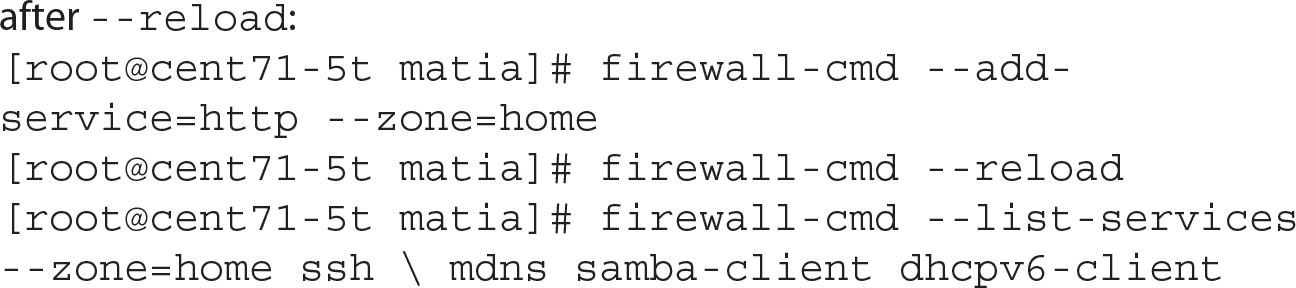 after --reload:
[root@cent71-5t matia]# firewall-cmd --add-
service=http --zone=home
[root@cent71-5t matia]# firewall-cmd --reload
[root@cent71-5t matia]# firewall-cmd --list-services
--zone=home ssh \ mdns samba-client dhcpv6-client